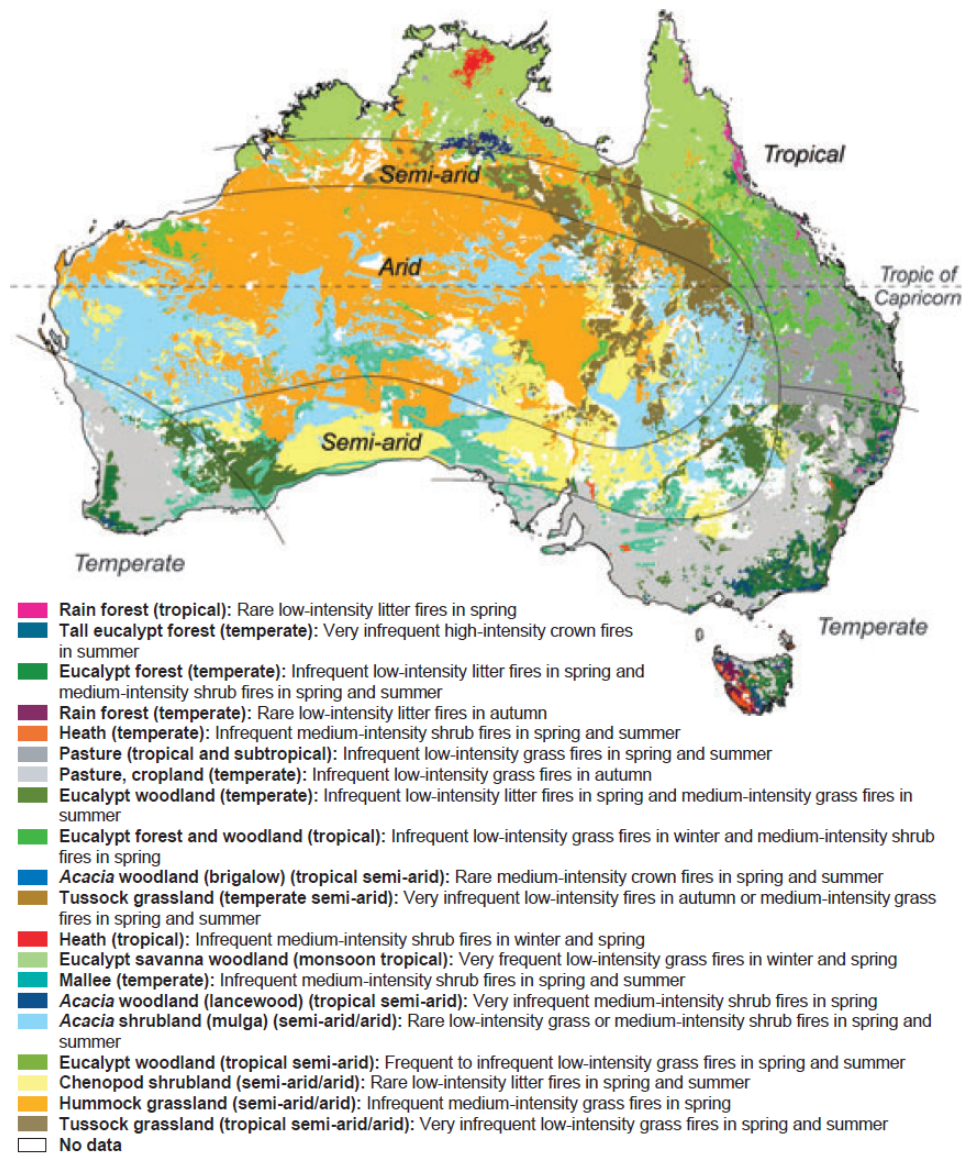 Tropical
Semi-arid
Arid
Tropic of
Capricorn
Semi-arid
Temperate
Temperate
Rain forest (tropical): Rare low-intensity litter fires in spring
Tall eucalypt forest (temperate): Very infrequent high-intensity crown fires
in summer
Eucalypt forest (temperate): Infrequent low-intensity litter fires in spring and
medium-intensity shrub fires in spring and summer
Rain forest (temperate): Rare low-intensity litter fires in autumn
Heath (temperate): Infrequent medium-intensity shrub fires in spring and summer
Pasture (tropical and subtropical): Infrequent low-intensity grass fires in spring and summer
Pasture, cropland (temperate): Infrequent low-intensity grass fires in autumn
Eucalypt woodland (temperate): Infrequent low-intensity litter fires in spring and medium-intensity grass fires in
summer
Eucalypt forest and woodland (tropical): Infrequent low-intensity grass fires in winter and medium-intensity shrub
fires in spring
Acacia woodland (brigalow) (tropical semi-arid): Rare medium-intensity crown fires in spring and summer
Tussock grassland (temperate semi-arid): Very infrequent low-intensity fires in autumn or medium-intensity grass
fires in spring and summer
Heath (tropical): Infrequent medium-intensity shrub fires in winter and spring
Eucalypt savanna woodland (monsoon tropical): Very frequent low-intensity grass fires in winter and spring
Mallee (temperate): Infrequent medium-intensity shrub fires in spring and summer
Acacia woodland (lancewood) (tropical semi-arid): Very infrequent medium-intensity shrub fires in spring
Acacia shrubland (mulga) (semi-arid/arid): Rare low-intensity grass or medium-intensity shrub fires in spring and
summer
Eucalypt woodland (tropical semi-arid): Frequent to infrequent low-intensity grass fires in spring and summer
Chenopod shrubland (semi-arid/arid): Rare low-intensity litter fires in spring and summer
Hummock grassland (semi-arid/arid): Infrequent medium-intensity grass fires in spring
Tussock grassland (tropical semi-arid/arid): Very infrequent low-intensity grass fires in spring and summer
No data